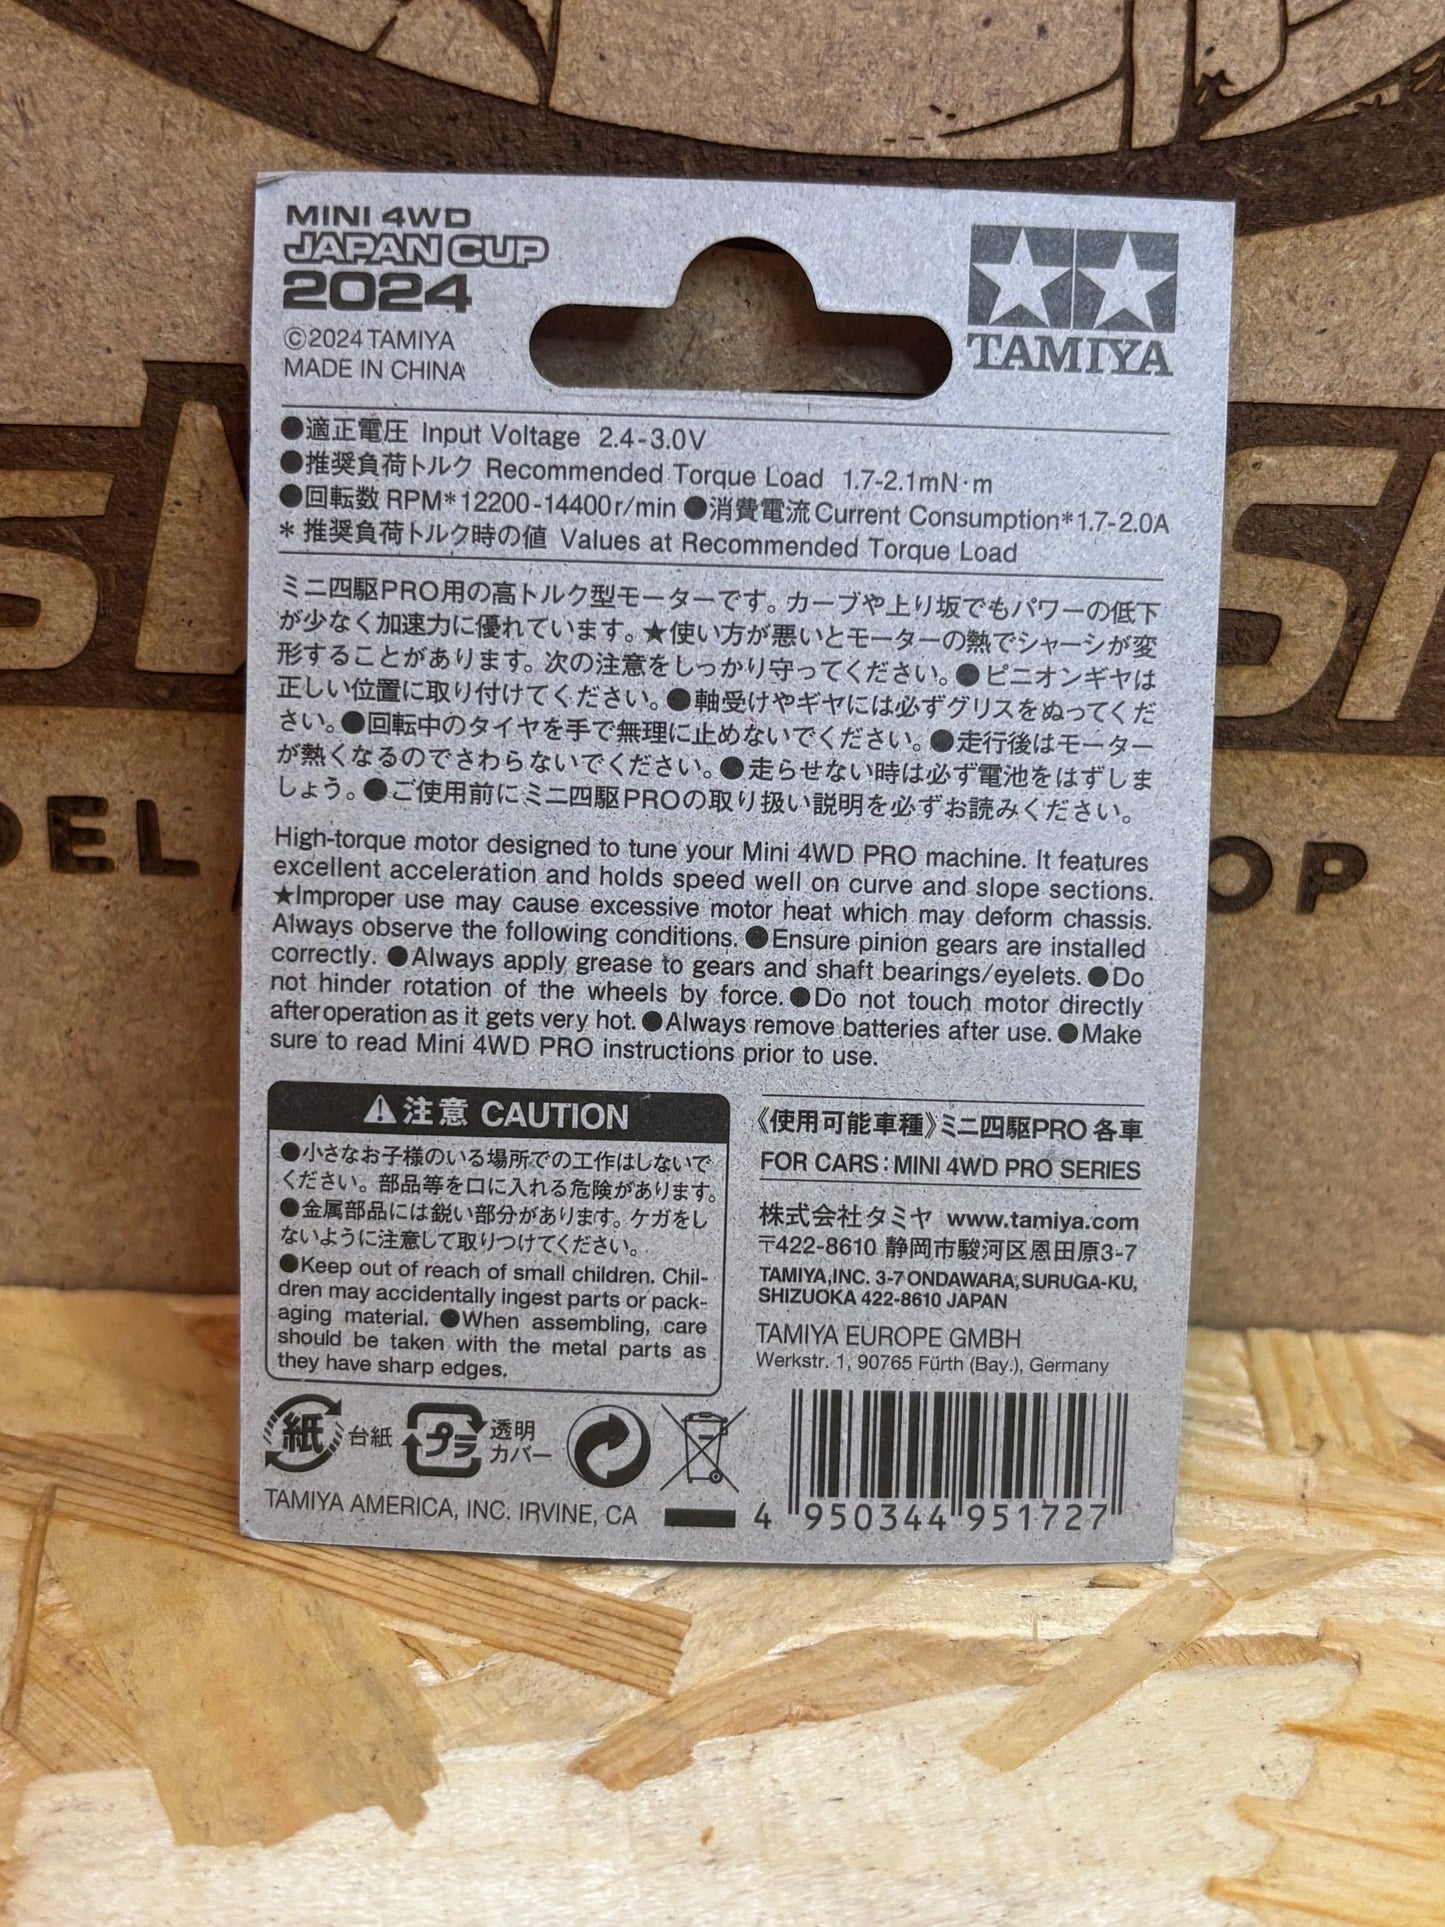 MINI 4WD
JAPAN CUP
2024
©2024 TAMIYA
MADE IN CHINA
TAMIYA
●適正電圧 Input Voltage 2.4-3.0V
●推奨負荷トルク Recommended Torque Load 1.7-2.1mN·m
●回転数 RPM*12200-14400r/min ●消費電流 Current Consumption*1.7-2.0A
* 推奨負荷トルク時の値 Values at Recommended Torque Load
ミニ四駆PRO用の高トルク型モーターです。カーブや上り坂でもパワーの低下
が少なく加速力に優れています。★使い方が悪いとモーターの熱でシャーシが変
形することがあります。次の注意をしっかり守ってください。●ピニオンギヤは
正しい位置に取り付けてください。●軸受けやギヤには必ずグリスをぬってくだ
さい。●回転中のタイヤを手で無理に止めないでください。●走行後はモーター
が熱くなるのでさわらないでください。●走らせない時は必ず電池をはずしま
しょう。●ご使用前にミニ四駆PROの取り扱い説明を必ずお読みください。
High-torque motor designed to tune your Mini 4WD PRO machine. It features
excellent acceleration and holds speed well on curve and slope sections.
★Improper use may cause excessive motor heat which may deform chassis.
Always observe the following conditions. ●Ensure pinion gears are installed
correctly. ●Always apply grease to gears and shaft bearings/eyelets. ●Do
not hinder rotation of the wheels by force. ●Do not touch motor directly
after operation as it gets very hot. ●Always remove batteries after use. ●Make
sure to read Mini 4WD PRO instructions prior to use.
注意 CAUTION
●小さなお子様のいる場所での工作はしないで
ください。部品等を口に入れる危険があります。
●金属部品には鋭い部分があります。ケガをし
ないように注意して取りつけてください。
●Keep out of reach of small children. Chil-
dren may accidentally ingest parts or pack-
aging material. ●When assembling, care
should be taken with the metal parts as
they have sharp edges.
《使用可能車種》ミニ四駆PRO 各車
FOR CARS : MINI 4WD PRO SERIES
株式会社タミヤ www.tamiya.com
〒422-8610 静岡市駿河区恩田原3-7
TAMIYA,INC. 3-7 ONDAWARA, SURUGA-KU,
SHIZUOKA 422-8610 JAPAN
TAMIYA EUROPE GMBH
Werkstr. 1, 90765 Fürth (Bay.), Germany
紙 台紙
プラ 透明
カバー
TAMIYA AMERICA, INC. IRVINE, CA
4 950344 951727